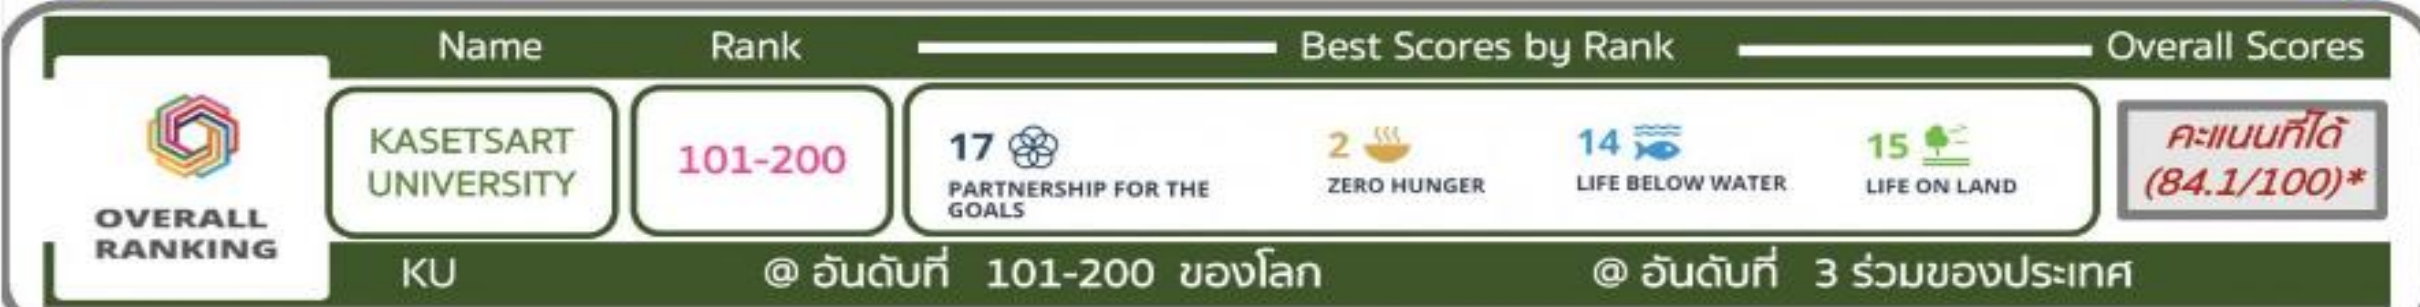 Name Rank Best Scores by Rank Overall Scores
OVERALL
RANKING
KASETSART
UNIVERSITY
101-200
17
PARTNERSHIP FOR THE
GOALS
2
ZERO HUNGER
14
LIFE BELOW WATER
15
LIFE ON LAND
คะแนนที่ได้
(84.1/100)*
KU @ อันดับที่ 101-200 ของโลก @ อันดับที่ 3 ร่วมของประเทศ